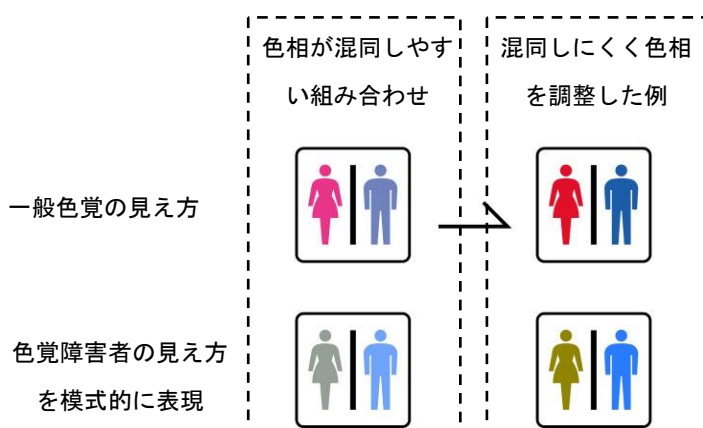 色相が混同しやす
い組み合わせ
混同しにくく色相
を調整した例
一般色覚の見え方
色覚障害者の見え方
を模式的に表現